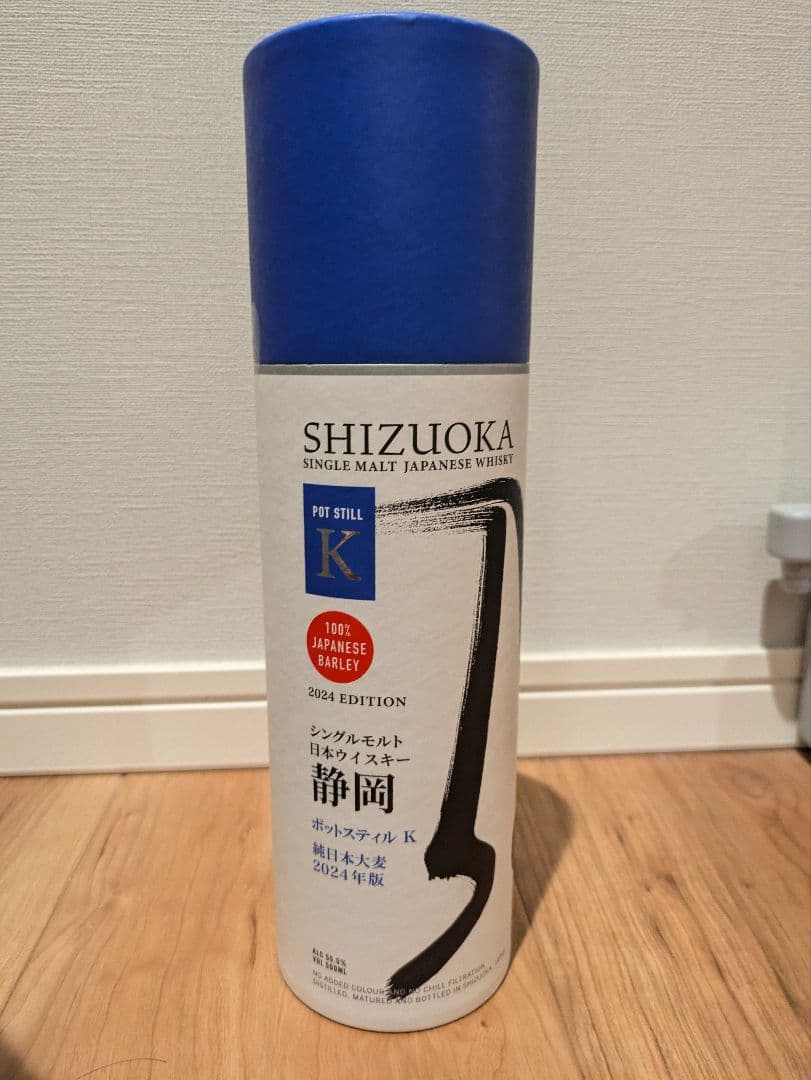 SHIZUOKA
SINGLE MALT JAPANESE WHISKY
POT STILL
K
100%
JAPANESE
BARLEY
2024 EDITION
シングルモルト
日本ウイスキー
静岡
ポットスティル K
純日本大麦
2024年版
ALC 55.5%
VOL 500ML
NO ADDED COLOUR AND NO CHILL FILTRATION
DISTILLED, MATURED AND BOTTLED IN SHIZUOKA,